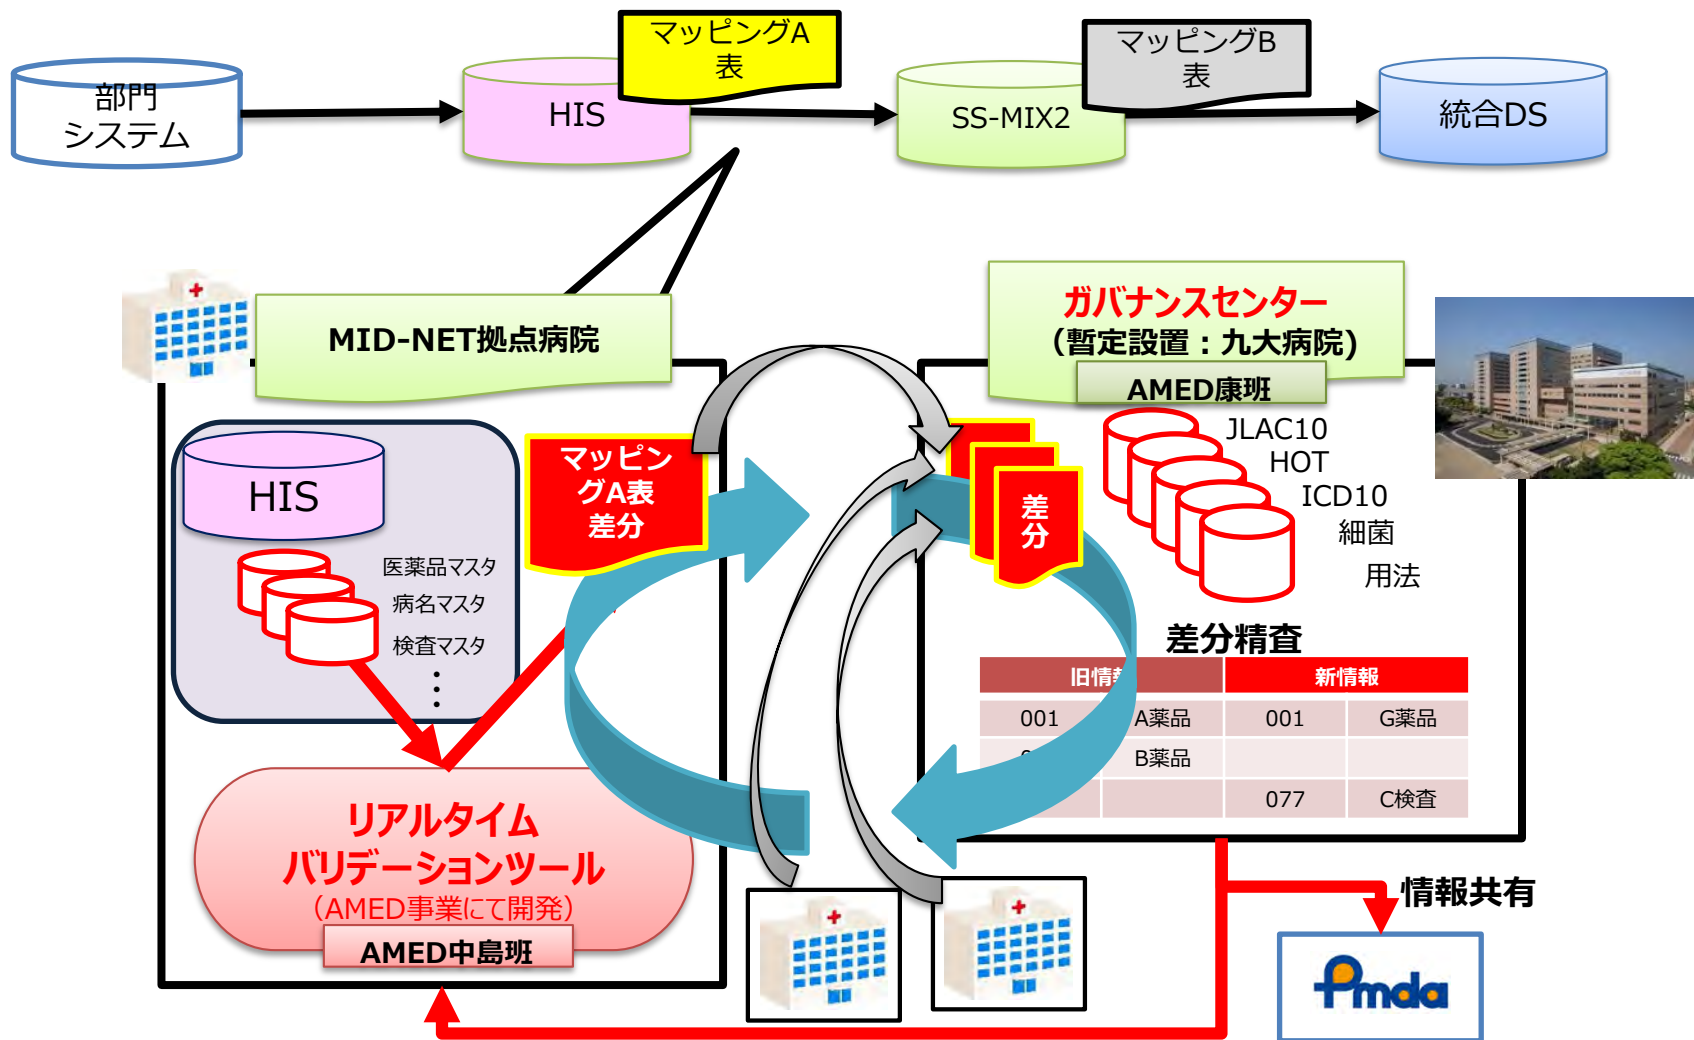 部門
システム
HIS
マッピングA
表
SS-MIX2
マッピングB
表
統合DS
MID-NET拠点病院
HIS
医薬品マスタ
病名マスタ
検査マスタ
・・・
マッピン
グA表
差分
リアルタイム
バリデーションツール
（AMED事業にて開発）
AMED中島班
ガバナンスセンター
（暫定設置：九大病院)
AMED康班
JLAC10
HOT
ICD10
細菌
用法
差分
差分精査
旧情 新情報
001 A薬品 001 G薬品
B薬品
077 C検査
情報共有
Pmda